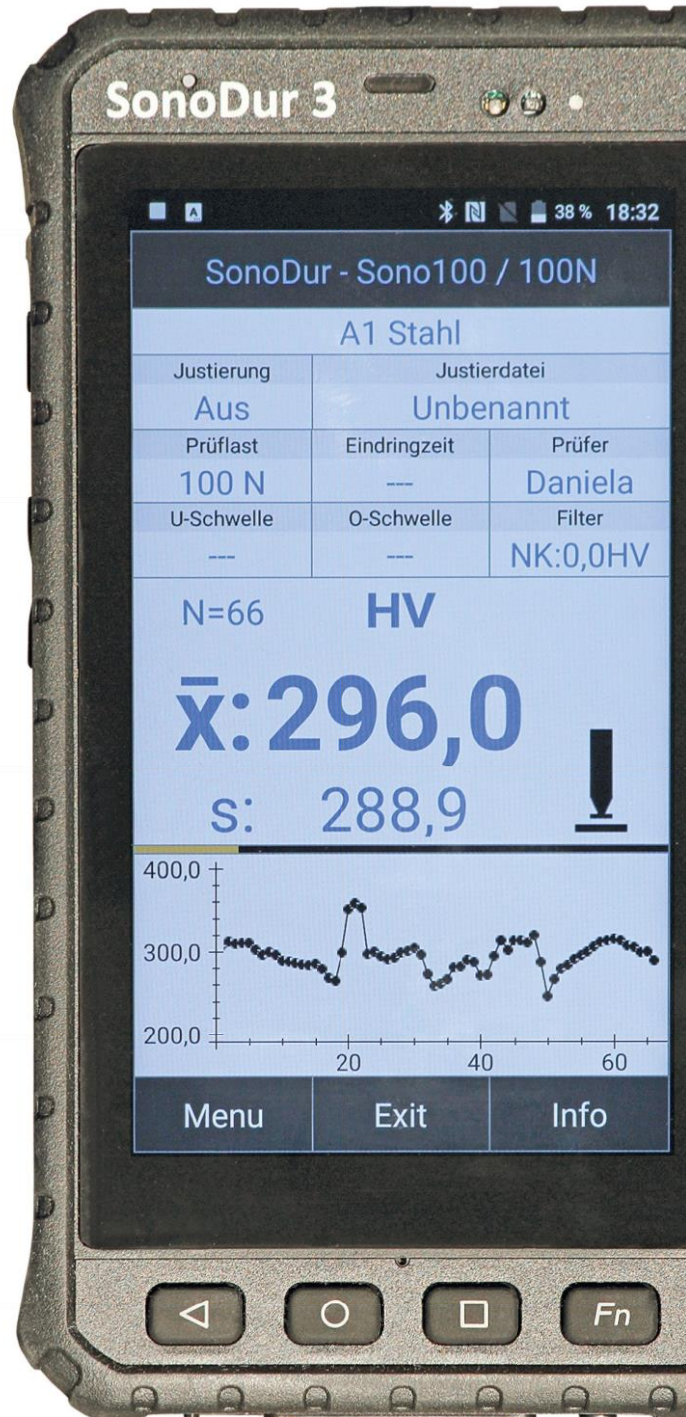 SonoDur 3
A
38 % 18:32
SonoDur - Sono100 / 100N
A1 Stahl
Justierung Justierdatei
Aus Unbenannt
Prüflast Eindringzeit Prüfer
100 N --- Daniela
U-Schwelle O-Schwelle Filter
--- --- NK:0,0HV
N=66 HV
x̄: 296,0
s: 288,9
400,0
300,0
200,0
20 40 60
Menu Exit Info
Fn